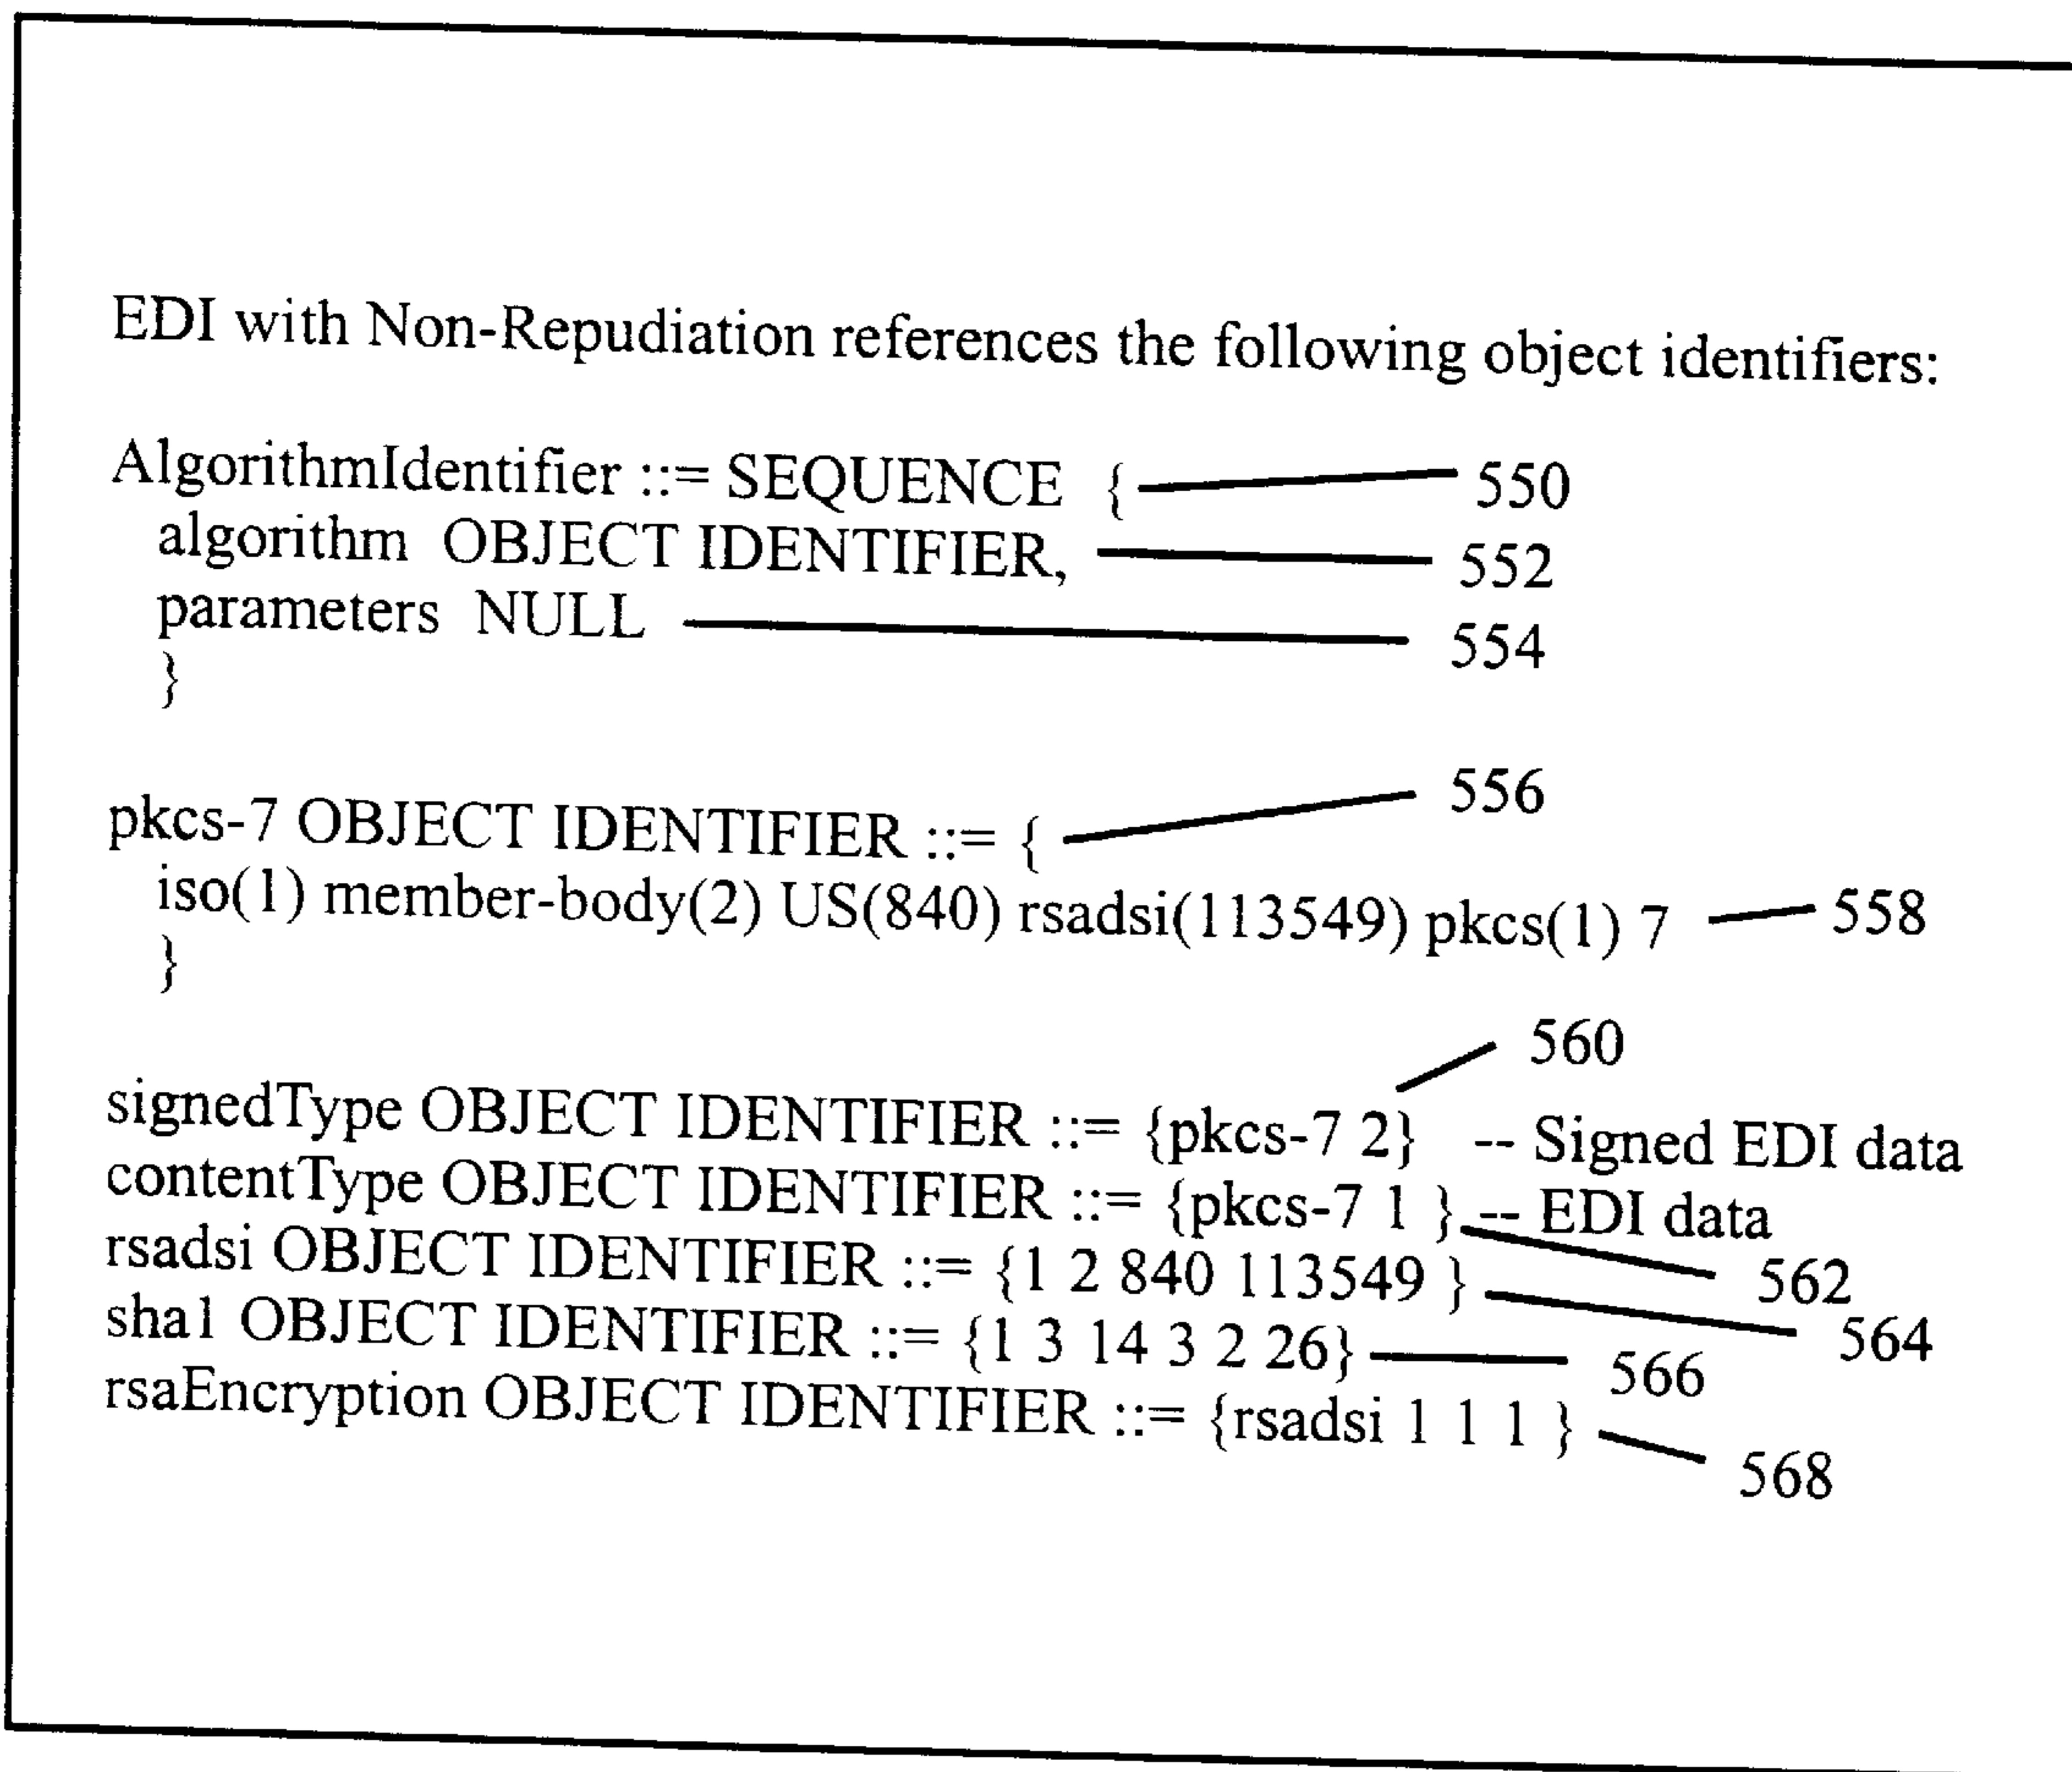 EDI with Non-Repudiation references the following object identifiers:
AlgorithmIdentifier ::= SEQUENCE { 550
algorithm OBJECT IDENTIFIER, 552
parameters NULL 554
}
556
pkcs-7 OBJECT IDENTIFIER ::= {
iso(1) member-body(2) US(840) rsadsi(113549) pkcs(1) 7 558
}
560
signedType OBJECT IDENTIFIER ::= {pkcs-7 2} -- Signed EDI data
contentType OBJECT IDENTIFIER ::= {pkcs-7 1 } -- EDI data
rsadsi OBJECT IDENTIFIER ::= {1 2 840 113549 } 562
sha1 OBJECT IDENTIFIER ::= {1 3 14 3 2 26} 566 564
rsaEncryption OBJECT IDENTIFIER ::= {rsadsi 1 1 1 } 568